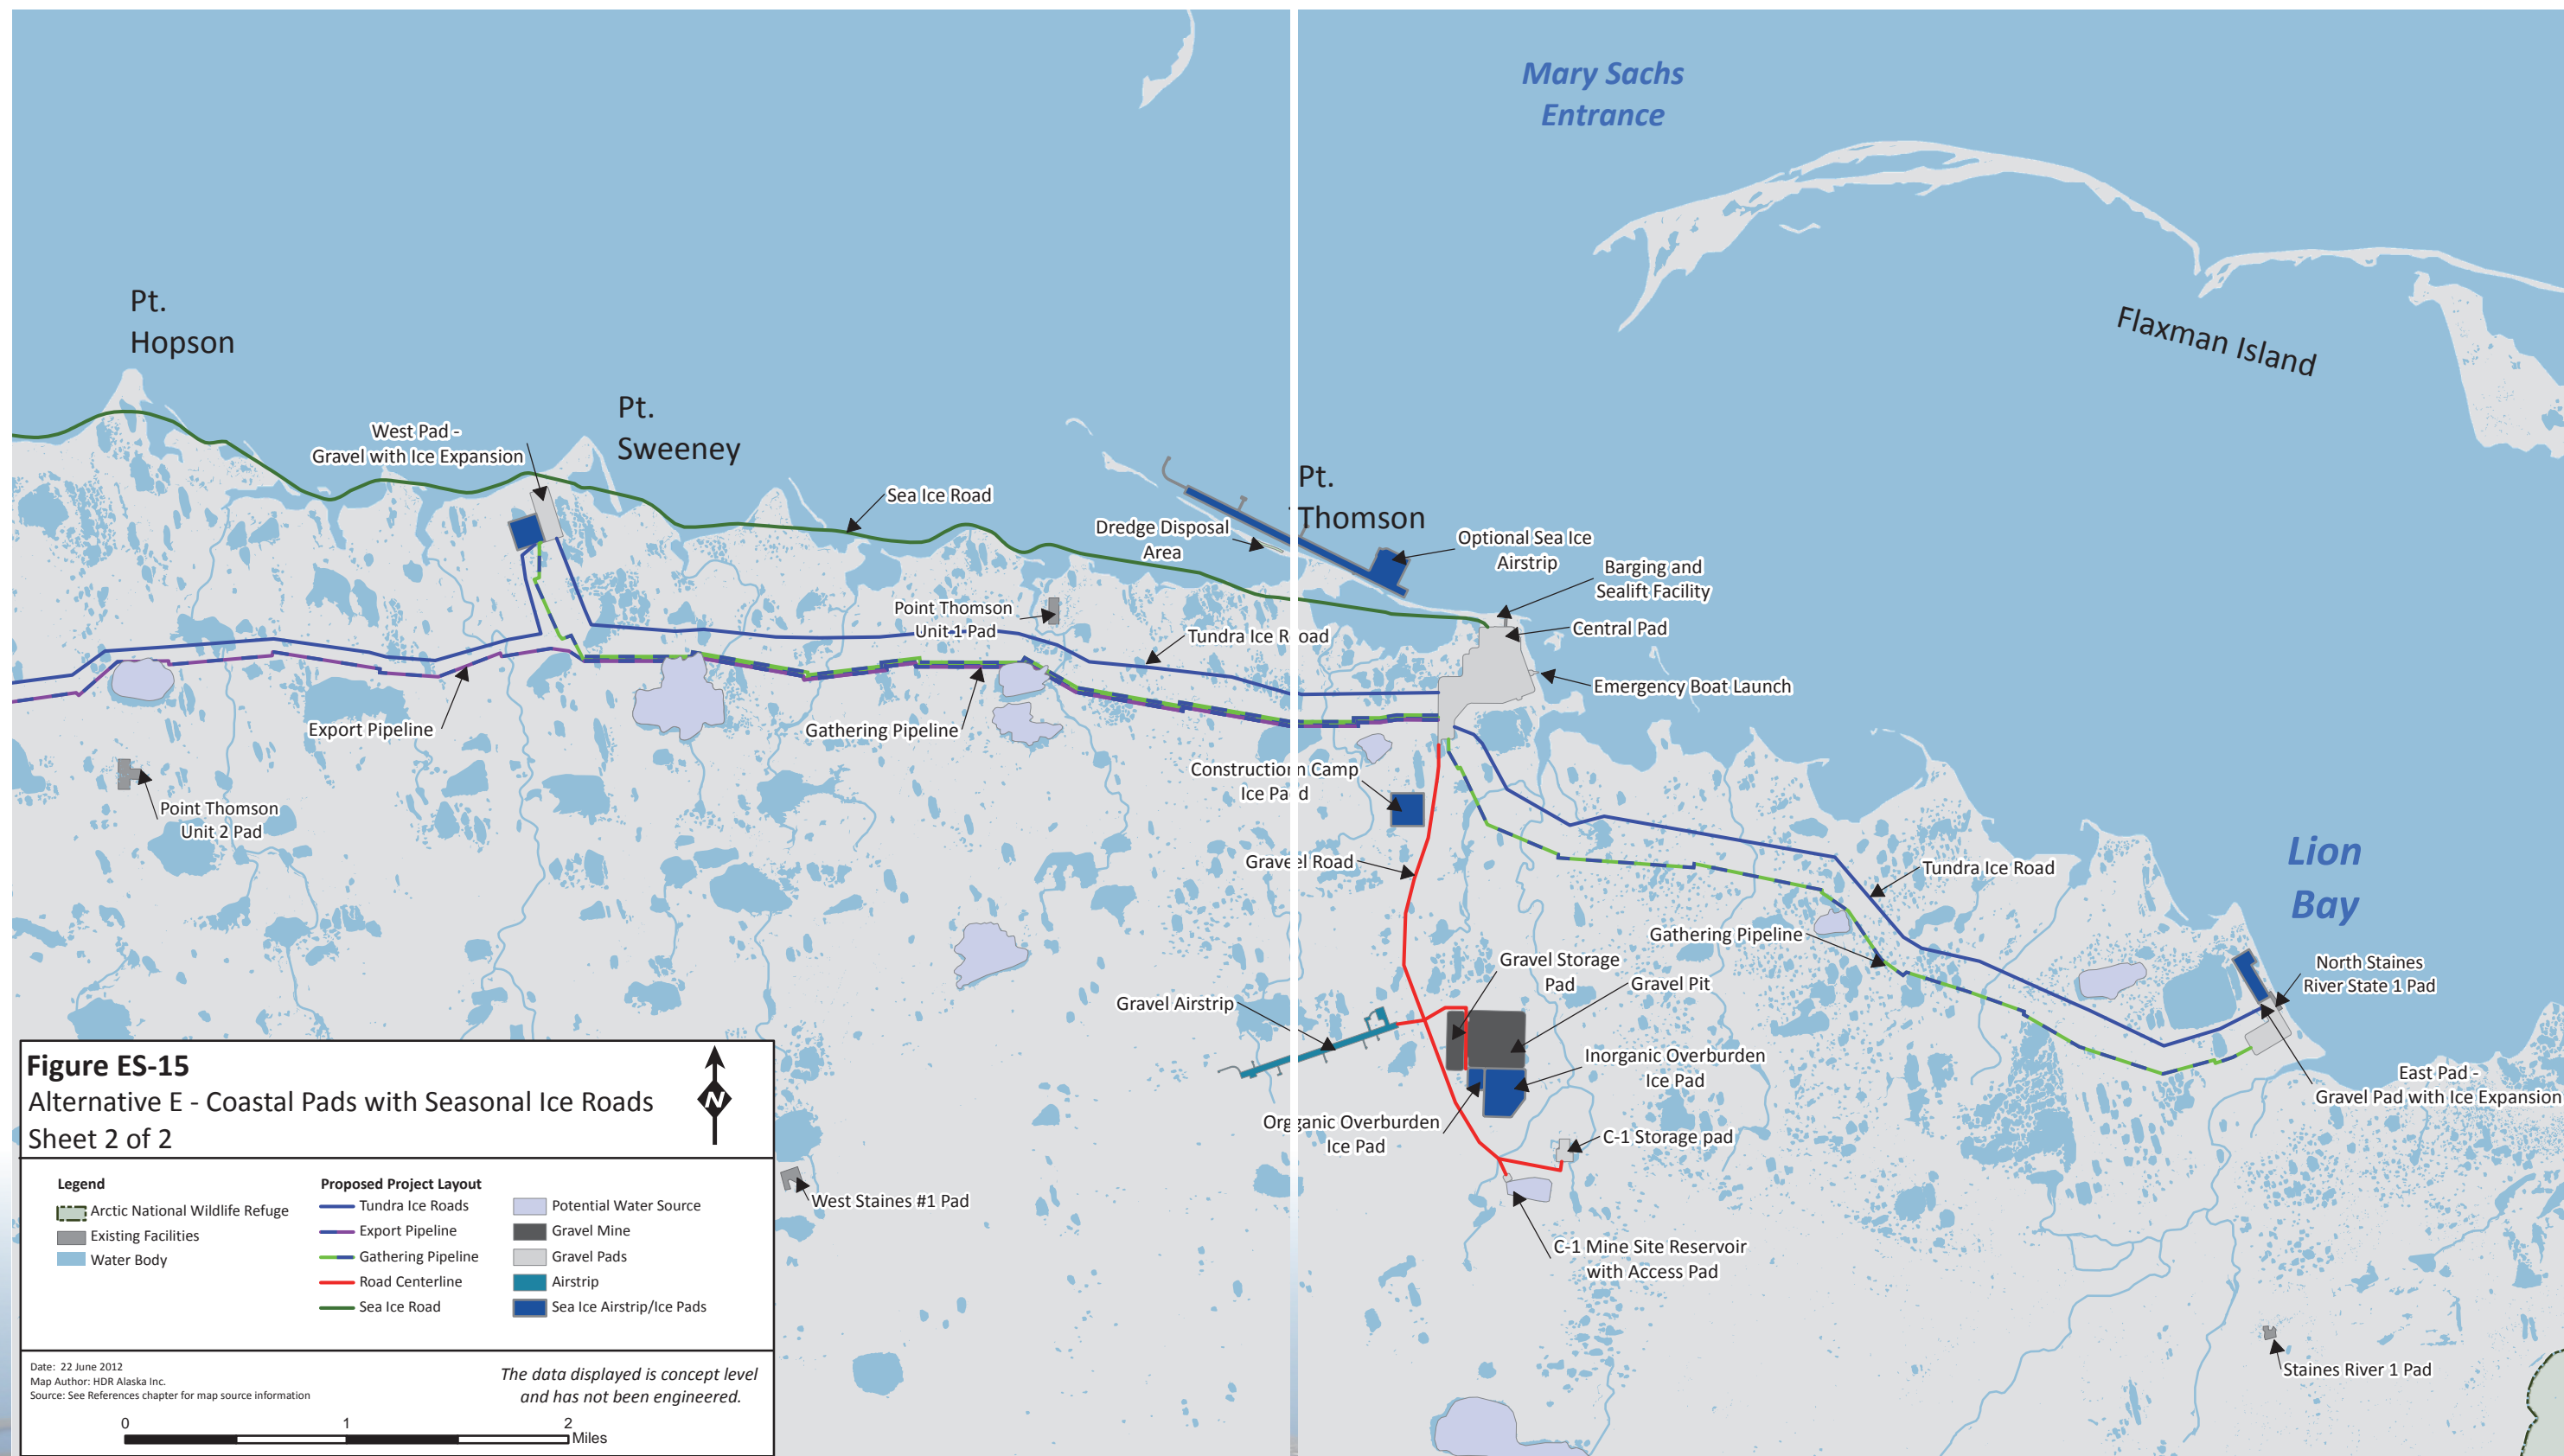 Mary Sachs
Entrance
Pt.
Hopson
Flaxman Island
Pt.
Sweeney
West Pad -
Gravel with Ice Expansion
Sea Ice Road
Pt.
Thomson
Dredge Disposal
Area
Optional Sea Ice
Airstrip
Barging and
Sealift Facility
Point Thomson
Unit 1 Pad
Tundra Ice Road
Central Pad
Emergency Boat Launch
Export Pipeline
Gathering Pipeline
Construction Camp
Ice Pad
Point Thomson
Unit 2 Pad
Gravel Road
Lion
Bay
Tundra Ice Road
Gathering Pipeline
Gravel Storage
Pad
Gravel Pit
North Staines
River State 1 Pad
Gravel Airstrip
Inorganic Overburden
Ice Pad
East Pad -
Gravel Pad with Ice Expansion
Organic Overburden
Ice Pad
C-1 Storage pad
West Staines #1 Pad
C-1 Mine Site Reservoir
with Access Pad
Staines River 1 Pad
Figure ES-15
Alternative E - Coastal Pads with Seasonal Ice Roads
Sheet 2 of 2
N
Legend
Arctic National Wildlife Refuge
Existing Facilities
Water Body
Proposed Project Layout
Tundra Ice Roads
Export Pipeline
Gathering Pipeline
Road Centerline
Sea Ice Road
Potential Water Source
Gravel Mine
Gravel Pads
Airstrip
Sea Ice Airstrip/Ice Pads
Date: 22 June 2012
Map Author: HDR Alaska Inc.
Source: See References chapter for map source information
The data displayed is concept level
and has not been engineered.
0 1 2
Miles